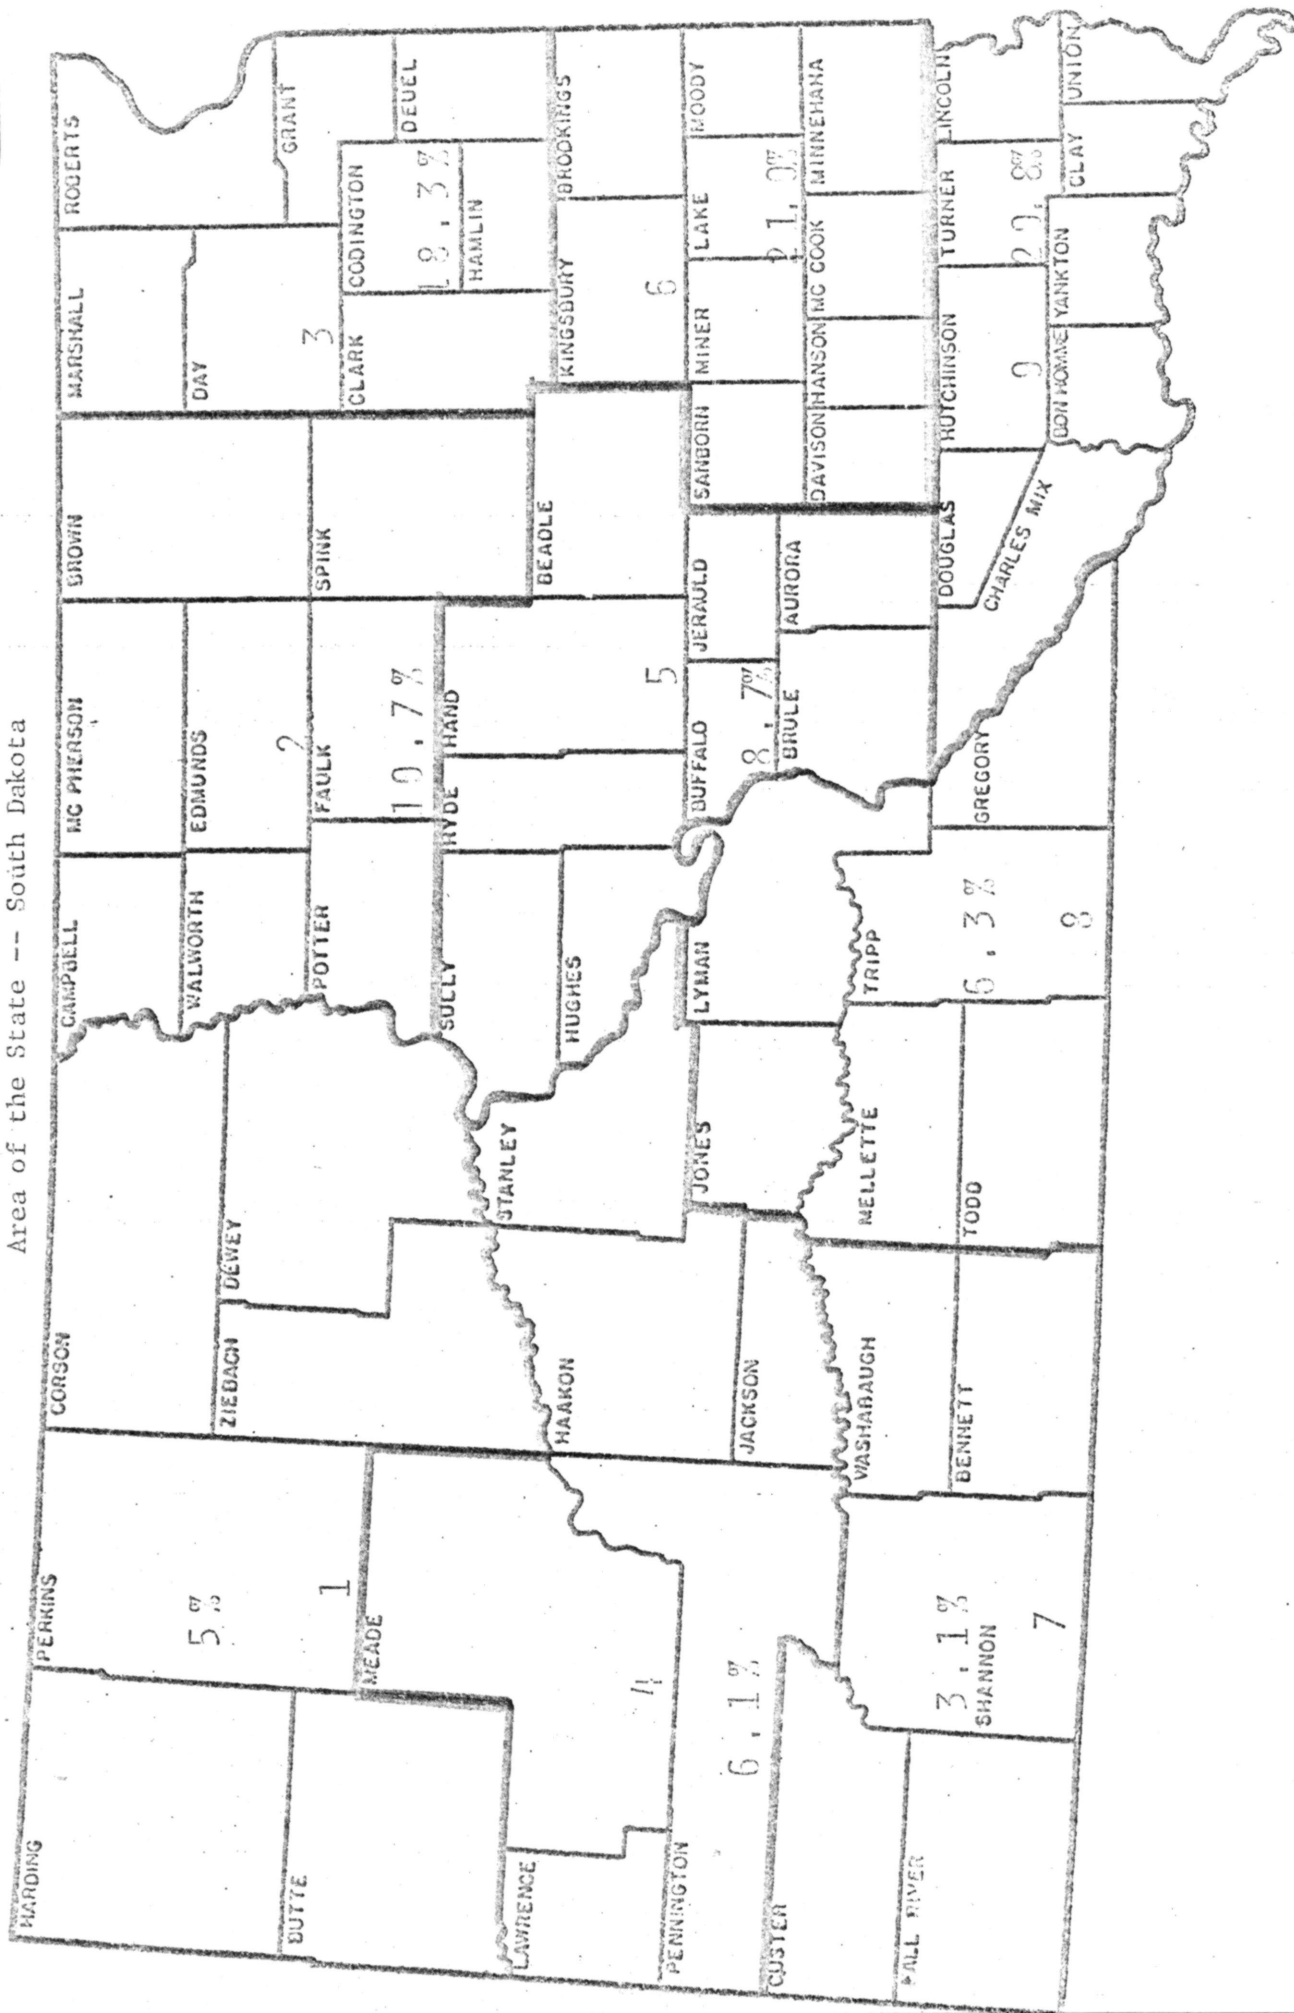 Area of the State -- South Dakota
HARDING
PERKINS
CORSON
CAMPBELL
MC PHERSON
BROWN
MARSHALL
ROBERTS
5%
1
BUTTE
ZIEBACH
DEWEY
WALWORTH
EDMUNDS
2
DAY
3
GRANT
MEADE
POTTER
FAULK
10.7%
SPINK
CLARK
CODINGTON
18.3%
DEUEL
HAMLIN
LAWRENCE
4
HAAKON
STANLEY
SULLY
HYDE
HAND
5
BEADLE
KINGSBURY
6
BROOKINGS
HUGHES
PENNINGTON
6.1%
JACKSON
JONES
LYMAN
BUFFALO
8.7%
JERAULD
SANBORN
MINER
LAKE
21.0%
MOODY
BRULE
AURORA
DAVISON
HANSON
MC COOK
MINNEHAHA
CUSTER
WASHABAUGH
MELLETTE
TRIPP
6.3%
8
GREGORY
DOUGLAS
CHARLES MIX
HUTCHINSON
9
TURNER
20.8%
LINCOLN
FALL RIVER
3.1%
SHANNON
7
BENNETT
TODD
BON HOMME
YANKTON
CLAY
UNION